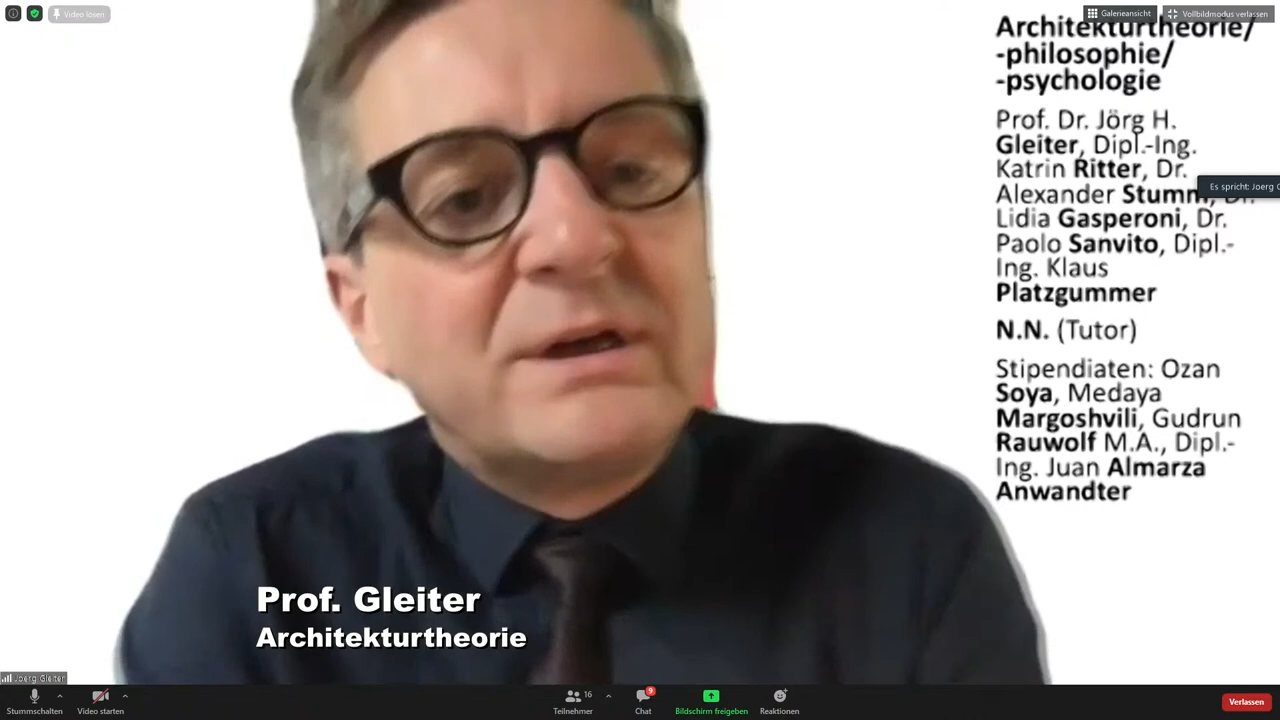 Video lösen
Galerieansicht
Vollbildmodus verlassen
Architekturtheorie/
-philosophie/
-psychologie
Prof. Dr. Jörg H.
Gleiter, Dipl.-Ing.
Katrin Ritter, Dr.
Alexander Stumm, Dr.
Es spricht: Joerg G
Lidia Gasperoni, Dr.
Paolo Sanvito, Dipl.-
Ing. Klaus
Platzgummer
N.N. (Tutor)
Stipendiaten: Ozan
Soya, Medaya
Margoshvili, Gudrun
Rauwolf M.A., Dipl.-
Ing. Juan Almarza
Anwandter
Prof. Gleiter
Architekturtheorie
Joerg Gleiter
Stummschalten
Video starten
16
Teilnehmer
9
Chat
Bildschirm freigeben
Reaktionen
Verlassen